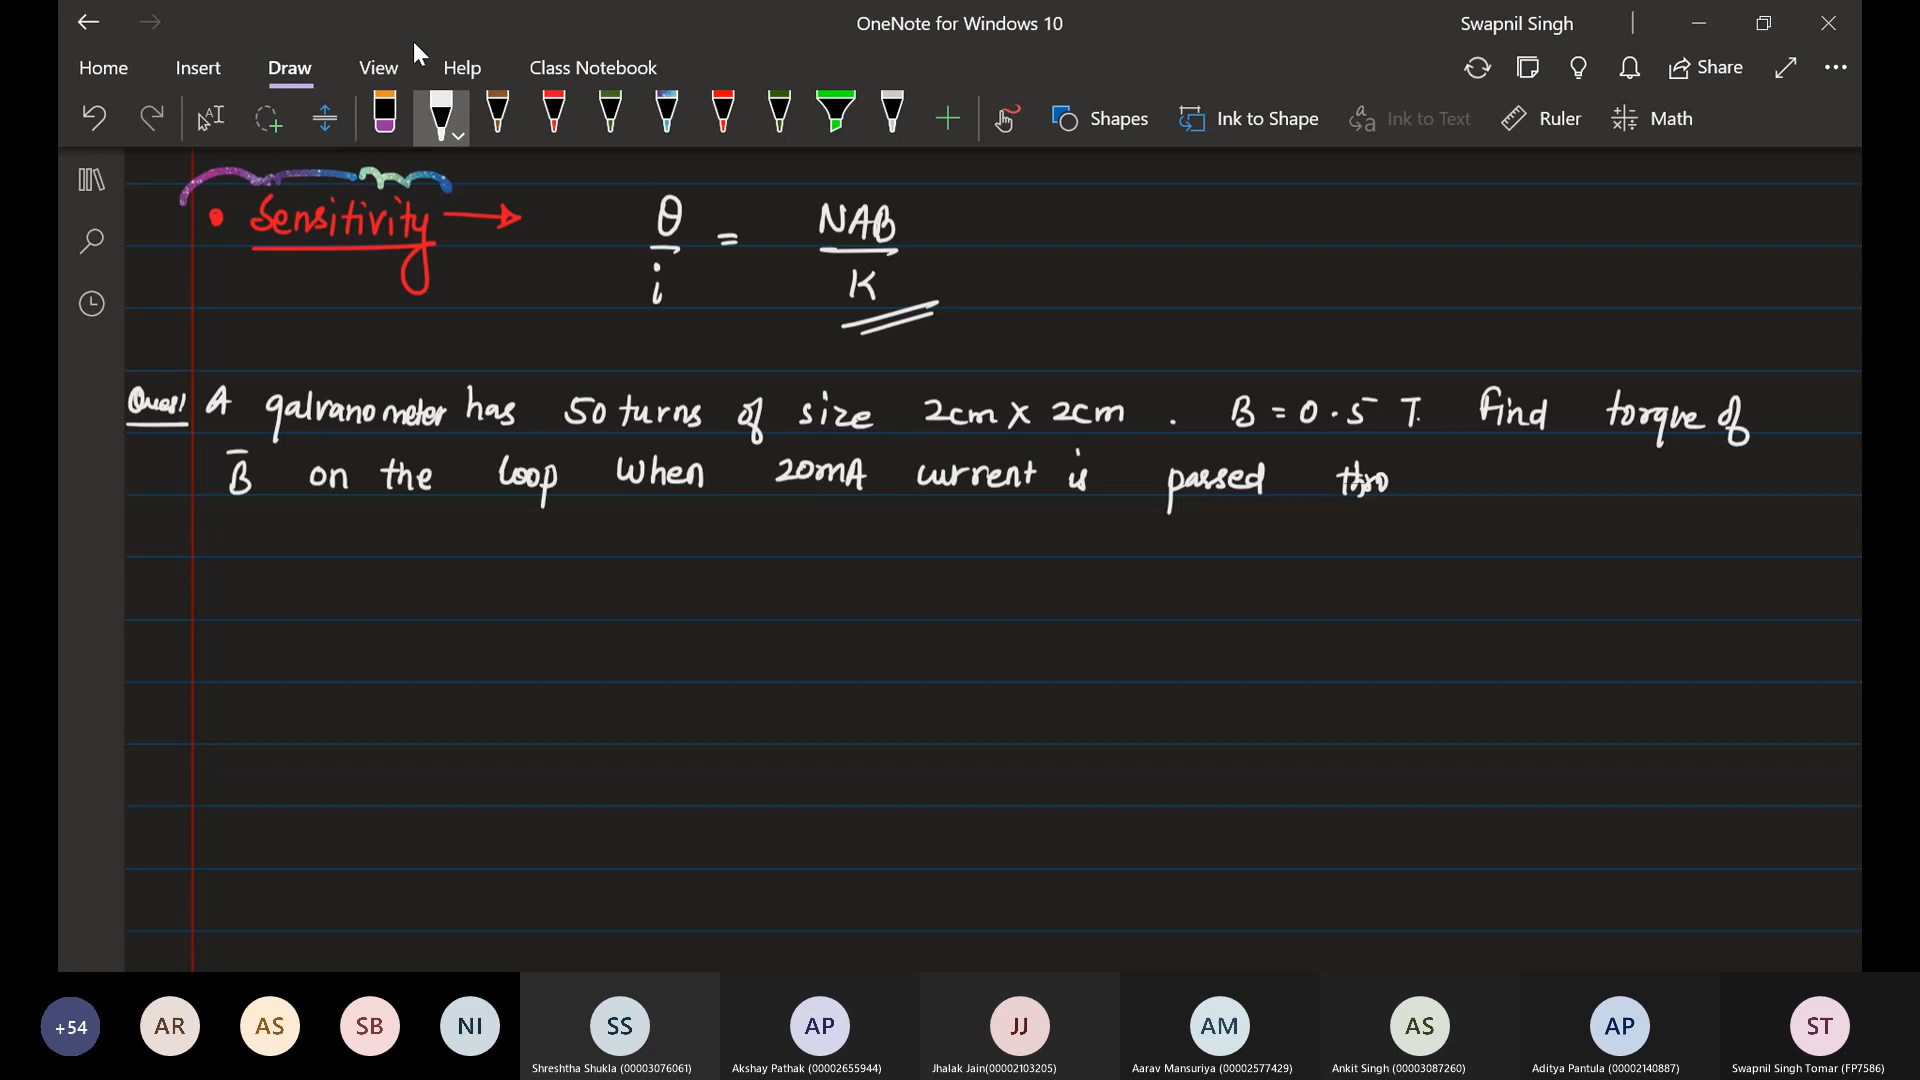 OneNote for Windows 10
Swapnil Singh
Home Insert Draw View Help Class Notebook
Share
Shapes Ink to Shape Ink to Text Ruler Math
• Sensitivity → θ/i = NAB/K
Ques1 A galvanometer has 50 turns of size 2cm x 2cm . B = 0.5 T. Find torque of
B̅ on the loop when 20mA current is passed thro
+54 AR AS SB NI SS AP JJ AM AS AP ST
Shreshtha Shukla (00003076061) Akshay Pathak (00002655944) Jhalak Jain(00002103205) Aarav Mansuriya (00002577429) Ankit Singh (00003087260) Aditya Pantula (00002140887) Swapnil Singh Tomar (FP7586)